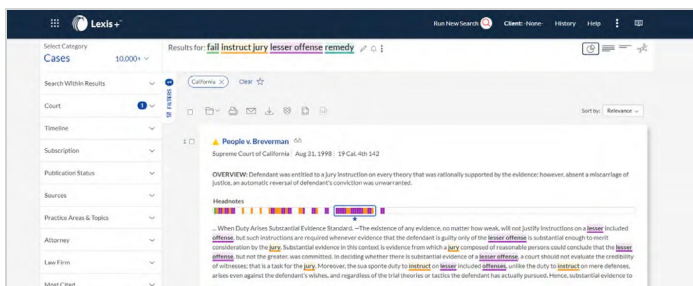 Lexis+
Run New Search Client: -None- History Help
Select Category
Cases 10,000+
Results for: fail instruct jury lesser offense remedy
Search Within Results
Court 1
Timeline
Subscription
Publication Status
Sources
Practice Areas & Topics
Attorney
Law Firm
Most Cited
FILTERS 1
California Clear
Sort by: Relevance
People v. Breverman
Supreme Court of California | Aug 31, 1998 | 19 Cal. 4th 142
OVERVIEW: Defendant was entitled to a jury instruction on every theory that was rationally supported by the evidence; however, absent a miscarriage of
justice, an automatic reversal of defendant's conviction was unwarranted.
Headnotes
... When Duty Arises Substantial Evidence Standard. —The existence of any evidence, no matter how weak, will not justify instructions on a lesser included
offense, but such instructions are required whenever evidence that the defendant is guilty only of the lesser offense is substantial enough to merit
consideration by the jury. Substantial evidence in this context is evidence from which a jury composed of reasonable persons could conclude that the lesser
offense, but not the greater, was committed. In deciding whether there is substantial evidence of a lesser offense, a court should not evaluate the credibility
of witnesses; that is a task for the jury. Moreover, the sua sponte duty to instruct on lesser included offenses, unlike the duty to instruct on mere defenses,
arises even against the defendant's wishes, and regardless of the trial theories or tactics the defendant has actually pursued. Hence, substantial evidence to